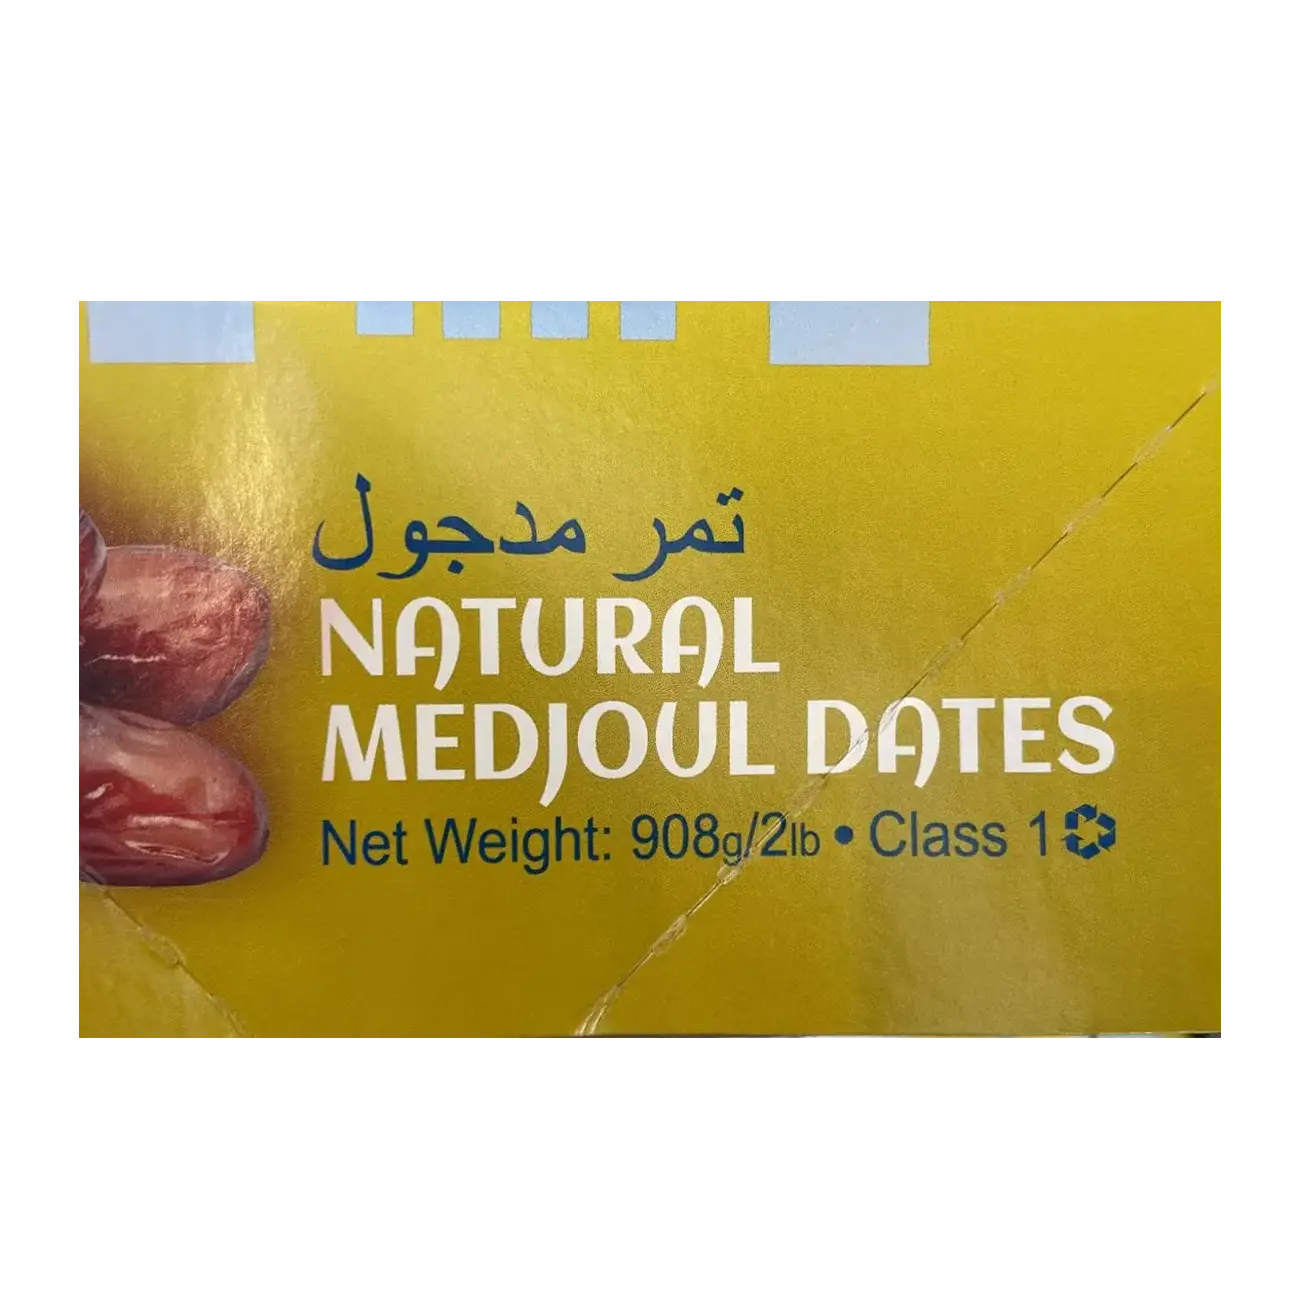 تمر مدجول
NATURAL
MEDJOUL DATES
Net Weight: 908g/2lb • Class 1